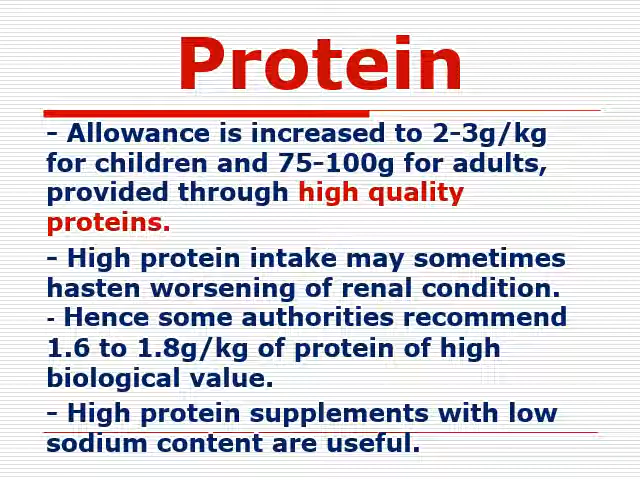 Protein
- Allowance is increased to 2-3g/kg
for children and 75-100g for adults,
provided through high quality
proteins.
- High protein intake may sometimes
hasten worsening of renal condition.
- Hence some authorities recommend
1.6 to 1.8g/kg of protein of high
biological value.
- High protein supplements with low
sodium content are useful.